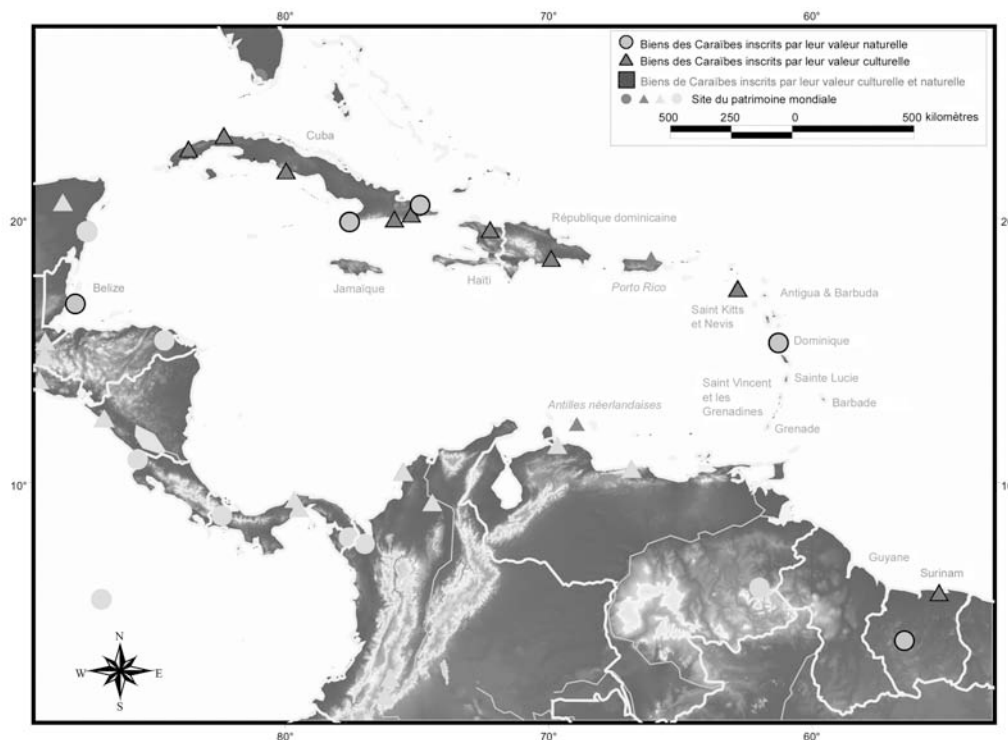 80°
70°
60°
Biens des Caraïbes inscrits par leur valeur naturelle
Biens des Caraïbes inscrits par leur valeur culturelle
Biens de Caraïbes inscrits par leur valeur culturelle et naturelle
Site du patrimoine mondiale
500 250 0 500 kilomètres
Cuba
20°
20
République dominicaine
Jamaïque
Haïti
Porto Rico
Belize
Antigua & Barbuda
Saint Kitts
et Nevis
Dominique
Saint Vincent
et les
Grenadines
Sainte Lucie
Barbade
Antilles néerlandaises
Grenade
10°
10
Guyane
Surinam
N
W E
S
80°
70°
60°